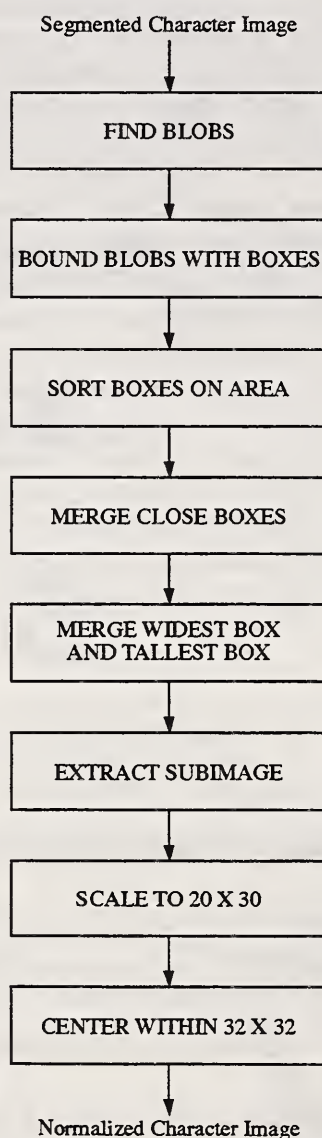 Segmented Character Image
FIND BLOBS
BOUND BLOBS WITH BOXES
SORT BOXES ON AREA
MERGE CLOSE BOXES
MERGE WIDEST BOX
AND TALLEST BOX
EXTRACT SUBIMAGE
SCALE TO 20 X 30
CENTER WITHIN 32 X 32
Normalized Character Image